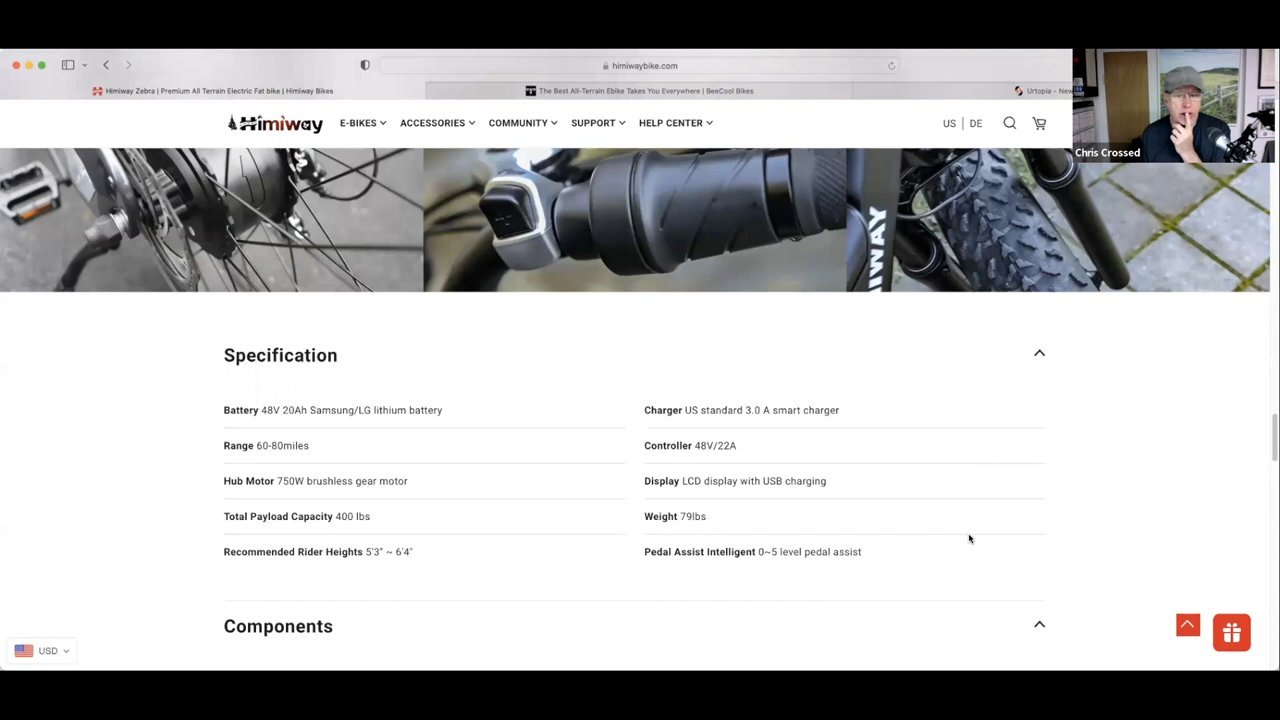 himiwaybike.com
Himiway Zebra | Premium All Terrain Electric Fat bike | Himiway Bikes
The Best All-Terrain Ebike Takes You Everywhere | BeeCool Bikes
Urtopia – New
Chris Crossed
Himiway
E-BIKES
ACCESSORIES
COMMUNITY
SUPPORT
HELP CENTER
US | DE
IWAY
Specification
Battery 48V 20Ah Samsung/LG lithium battery
Charger US standard 3.0 A smart charger
Range 60-80miles
Controller 48V/22A
Hub Motor 750W brushless gear motor
Display LCD display with USB charging
Total Payload Capacity 400 lbs
Weight 79lbs
Recommended Rider Heights 5'3" ~ 6'4"
Pedal Assist Intelligent 0~5 level pedal assist
Components
USD